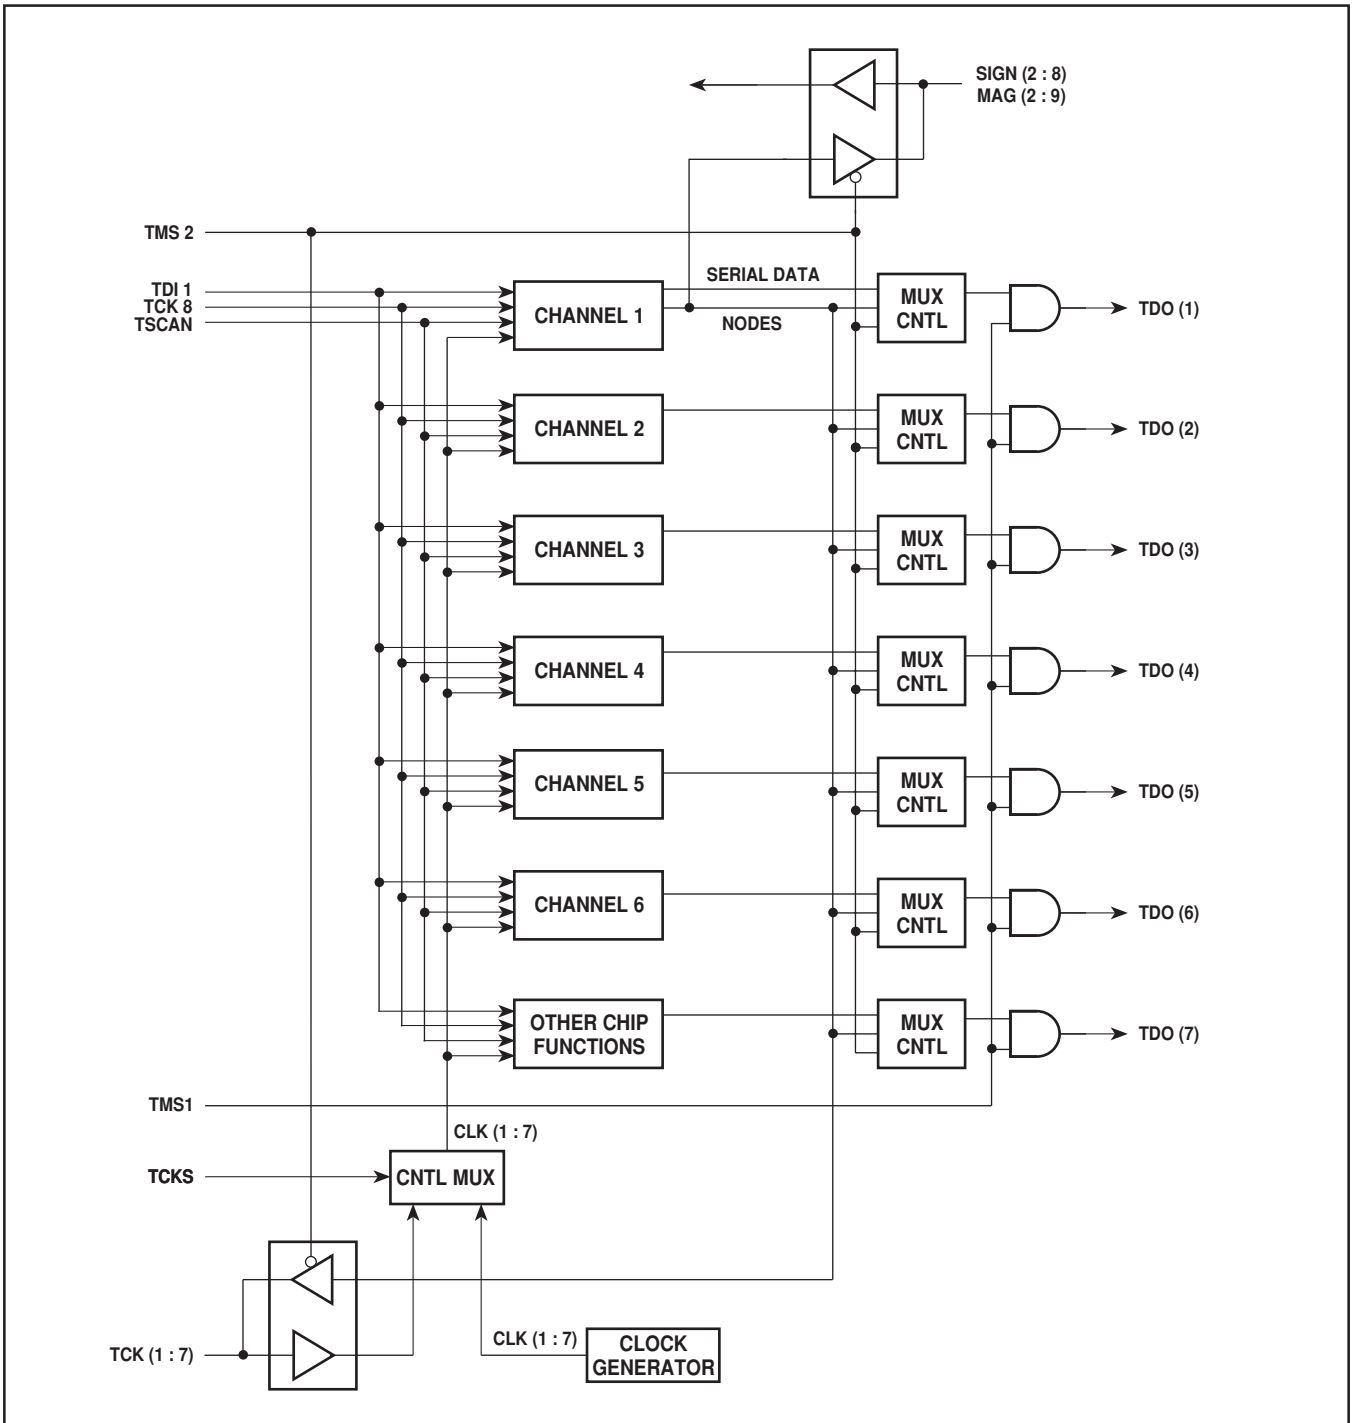 SIGN (2 : 8)
MAG (2 : 9)
TMS 2
TDI 1
TCK 8
TSCAN
CHANNEL 1
SERIAL DATA
NODES
MUX
CNTL
TDO (1)
CHANNEL 2
MUX
CNTL
TDO (2)
CHANNEL 3
MUX
CNTL
TDO (3)
CHANNEL 4
MUX
CNTL
TDO (4)
CHANNEL 5
MUX
CNTL
TDO (5)
CHANNEL 6
MUX
CNTL
TDO (6)
OTHER CHIP
FUNCTIONS
MUX
CNTL
TDO (7)
TMS1
CLK (1 : 7)
TCKS
CNTL MUX
TCK (1 : 7)
CLK (1 : 7)
CLOCK
GENERATOR